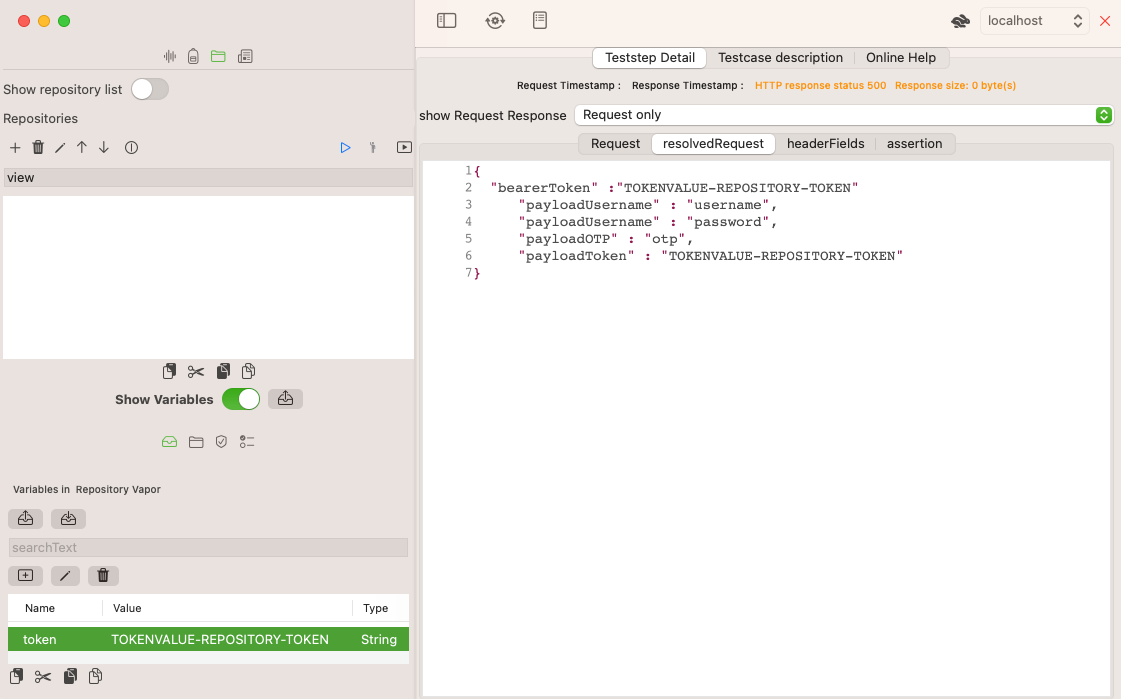 localhost
Show repository list
Repositories
view
Show Variables
Variables in Repository Vapor
searchText
Name Value Type
token TOKENVALUE-REPOSITORY-TOKEN String
Teststep Detail Testcase description Online Help
Request Timestamp : Response Timestamp : HTTP response status 500 Response size: 0 byte(s)
show Request Response Request only
Request resolvedRequest headerFields assertion
1{
2 "bearerToken" :"TOKENVALUE-REPOSITORY-TOKEN"
3 "payloadUsername" : "username",
4 "payloadUsername" : "password",
5 "payloadOTP" : "otp",
6 "payloadToken" : "TOKENVALUE-REPOSITORY-TOKEN"
7}